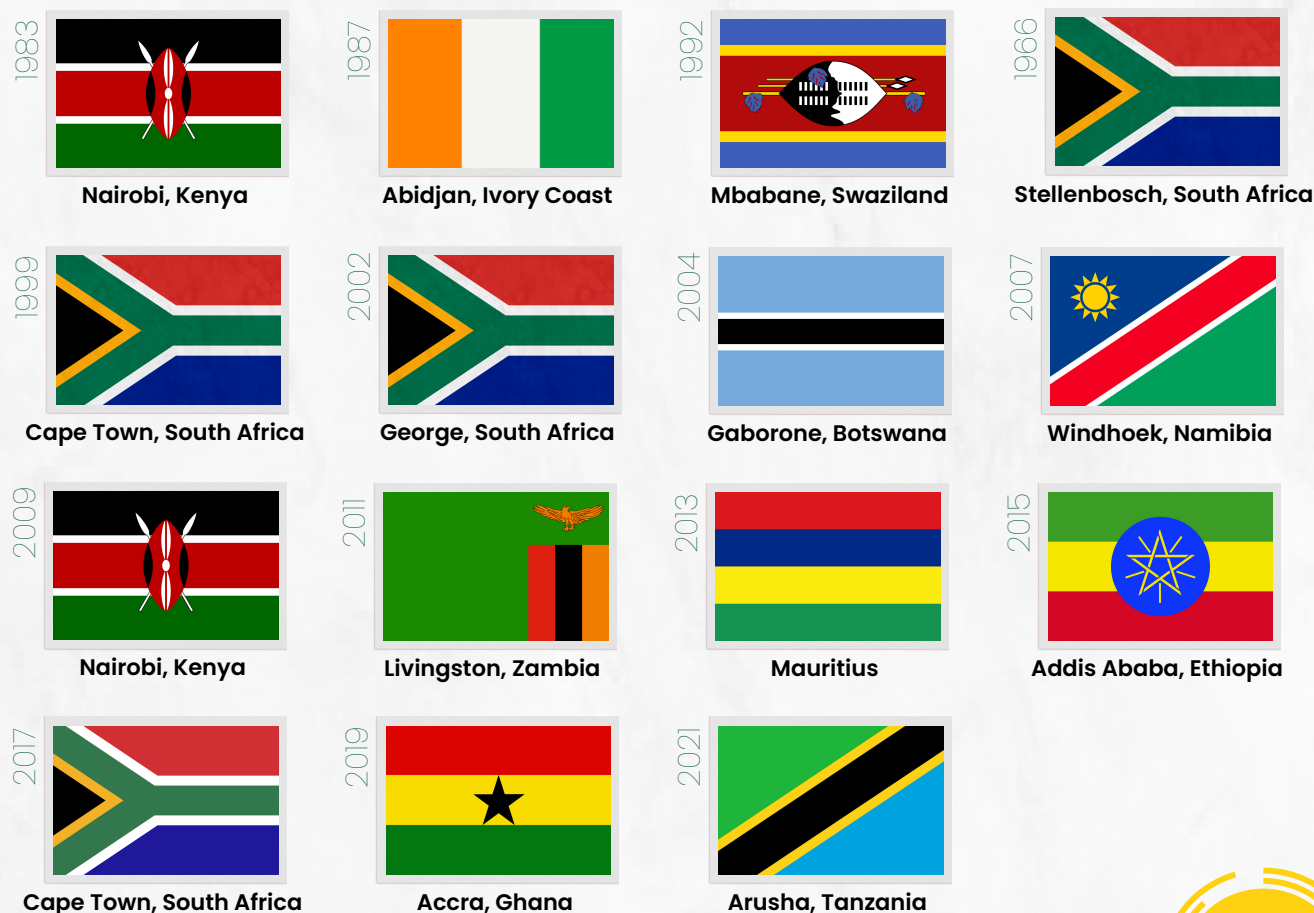 1983
Nairobi, Kenya
1987
Abidjan, Ivory Coast
1992
Mbabane, Swaziland
1966
Stellenbosch, South Africa
1999
Cape Town, South Africa
2002
George, South Africa
2004
Gaborone, Botswana
2007
Windhoek, Namibia
2009
Nairobi, Kenya
2011
Livingston, Zambia
2013
Mauritius
2015
Addis Ababa, Ethiopia
2017
Cape Town, South Africa
2019
Accra, Ghana
2021
Arusha, Tanzania